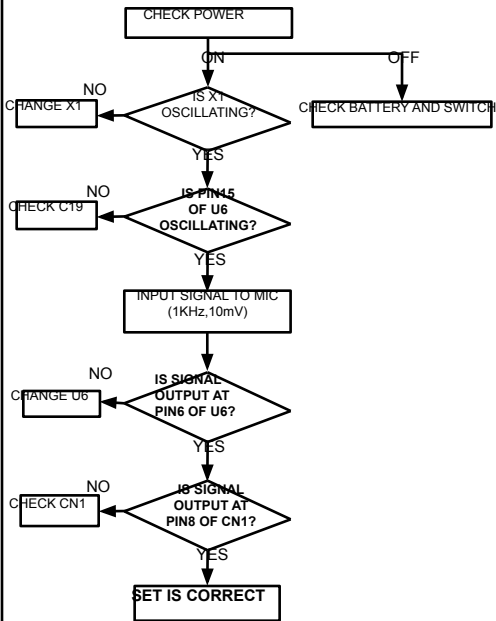 CHECK POWER
ON
OFF
NO
IS X1
OSCILLATING?
CHANGE X1
CHECK BATTERY AND SWITCH
YES
NO
IS PIN15
OF U6
OSCILLATING?
CHECK C19
YES
INPUT SIGNAL TO MIC
(1KHz,10mV)
NO
IS SIGNAL
OUTPUT AT
PIN6 OF U6?
CHANGE U6
YES
NO
IS SIGNAL
OUTPUT AT
PIN8 OF CN1?
CHECK CN1
YES
SET IS CORRECT